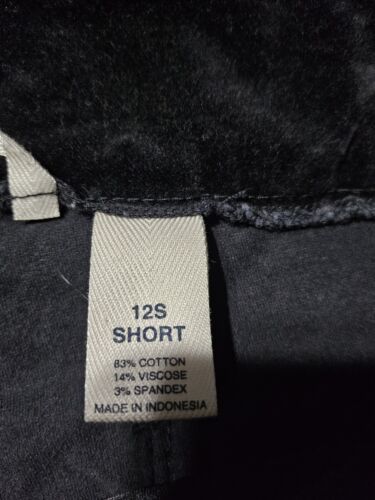 12S
SHORT
83% COTTON
14% VISCOSE
3% SPANDEX
MADE IN INDONESIA